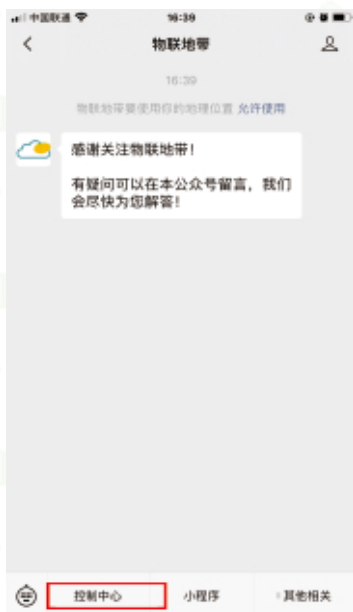 中国联通 16:39
物联地带
16:39
物联地带要使用你的地理位置 允许使用
感谢关注物联地带！
有疑问可以在本公众号留言，我们
会尽快为您解答！
控制中心 小程序 其他相关